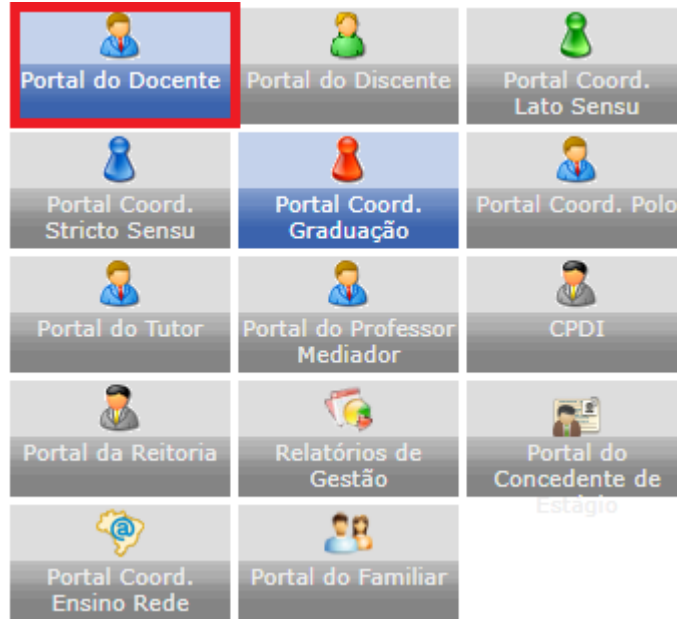 Portal do Docente
Portal do Discente
Portal Coord.
Lato Sensu
Portal Coord.
Stricto Sensu
Portal Coord.
Graduação
Portal Coord. Polo
Portal do Tutor
Portal do Professor
Mediador
CPDI
Portal da Reitoria
Relatórios de
Gestão
Portal do
Concedente de
Estágio
Portal Coord.
Ensino Rede
Portal do Familiar